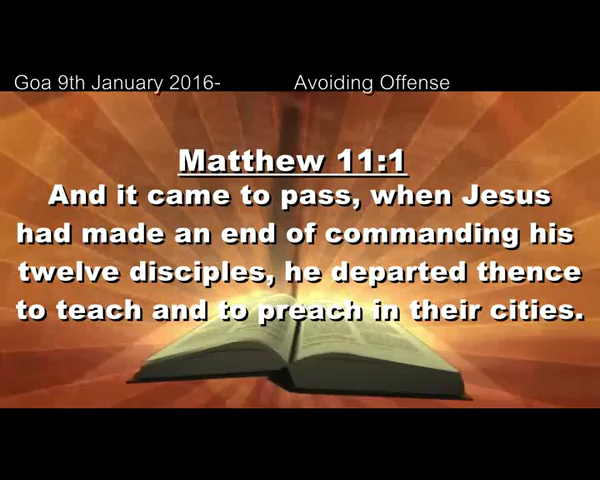 Goa 9th January 2016- Avoiding Offense
Matthew 11:1
And it came to pass, when Jesus
had made an end of commanding his
twelve disciples, he departed thence
to teach and to preach in their cities.